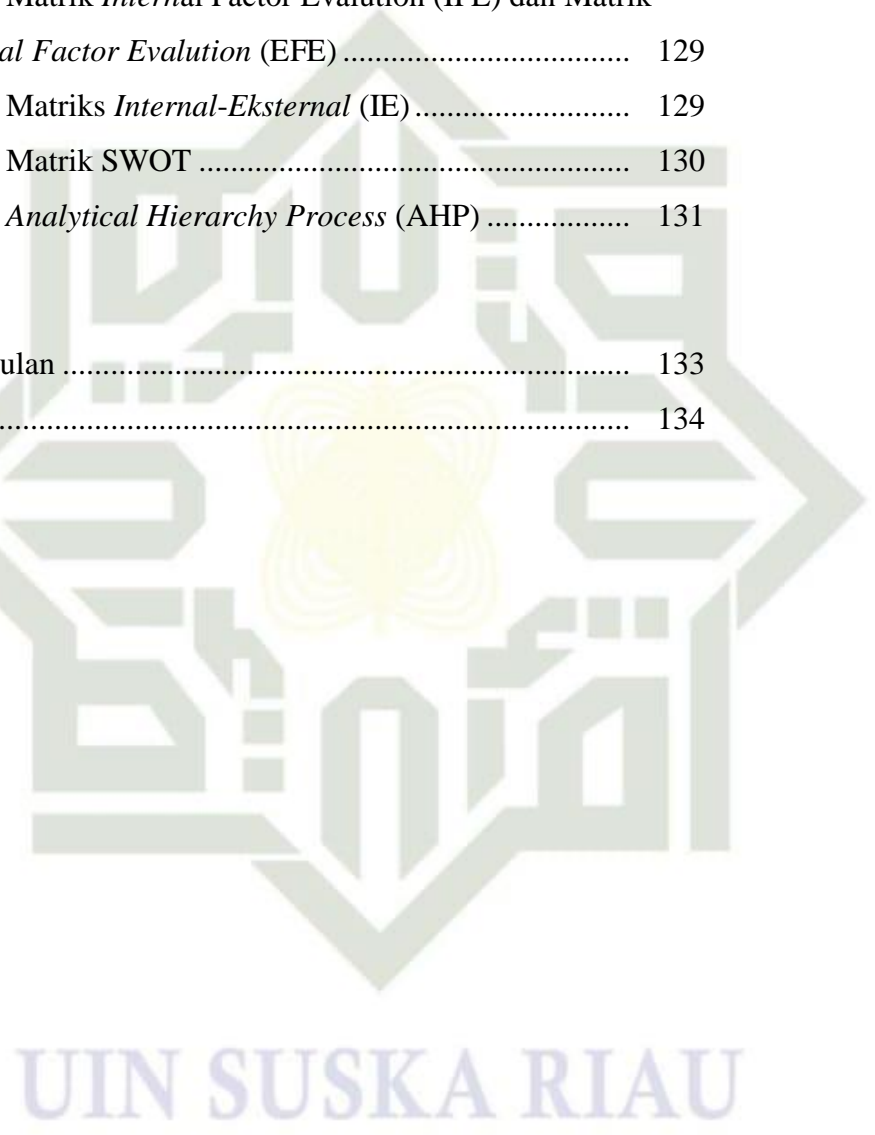 Matrik Internal Factor Evalution (IFE) dan Matrik
al Factor Evalution (EFE) .................................. 129
Matriks Internal-Eksternal (IE) .......................... 129
Matrik SWOT .................................................... 130
Analytical Hierarchy Process (AHP) ................. 131
ulan .................................................................... 133
........................................................................... 134
UIN SUSKA RIAU